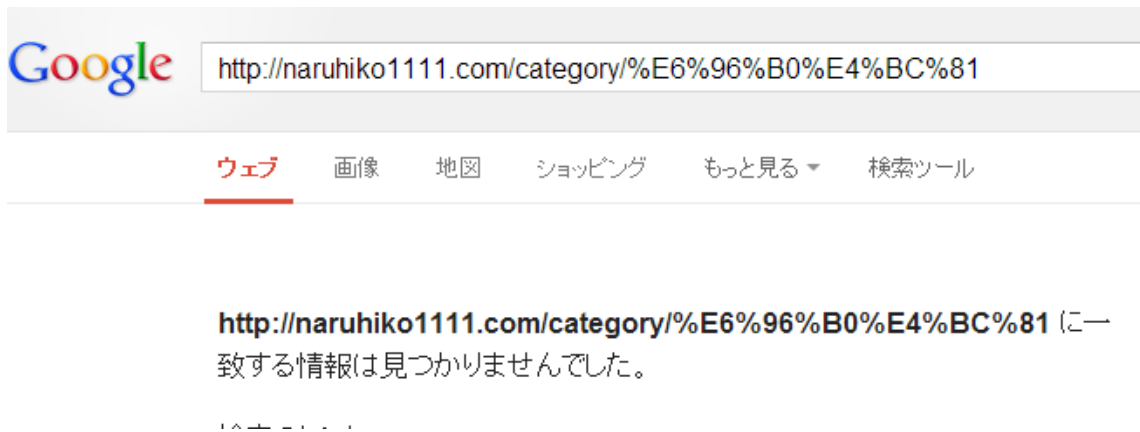 Google
http://naruhiko1111.com/category/%E6%96%B0%E4%BC%81
ウェブ 画像 地図 ショッピング もっと見る 検索ツール
http://naruhiko1111.com/category/%E6%96%B0%E4%BC%81 に一
致する情報は見つかりませんでした。